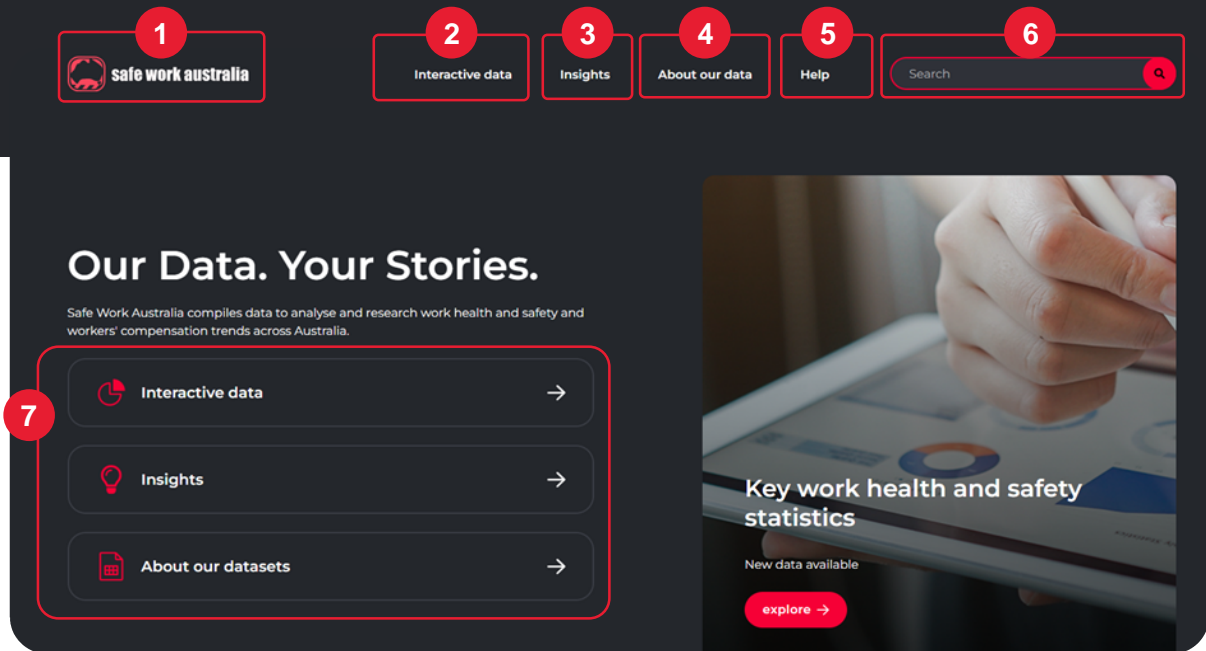 1
2
3
4
5
6
safe work australia
Interactive data
Insights
About our data
Help
Search
Our Data. Your Stories.
Safe Work Australia compiles data to analyse and research work health and safety and
workers' compensation trends across Australia.
7
Interactive data
Insights
About our datasets
Key work health and safety
statistics
New data available
explore